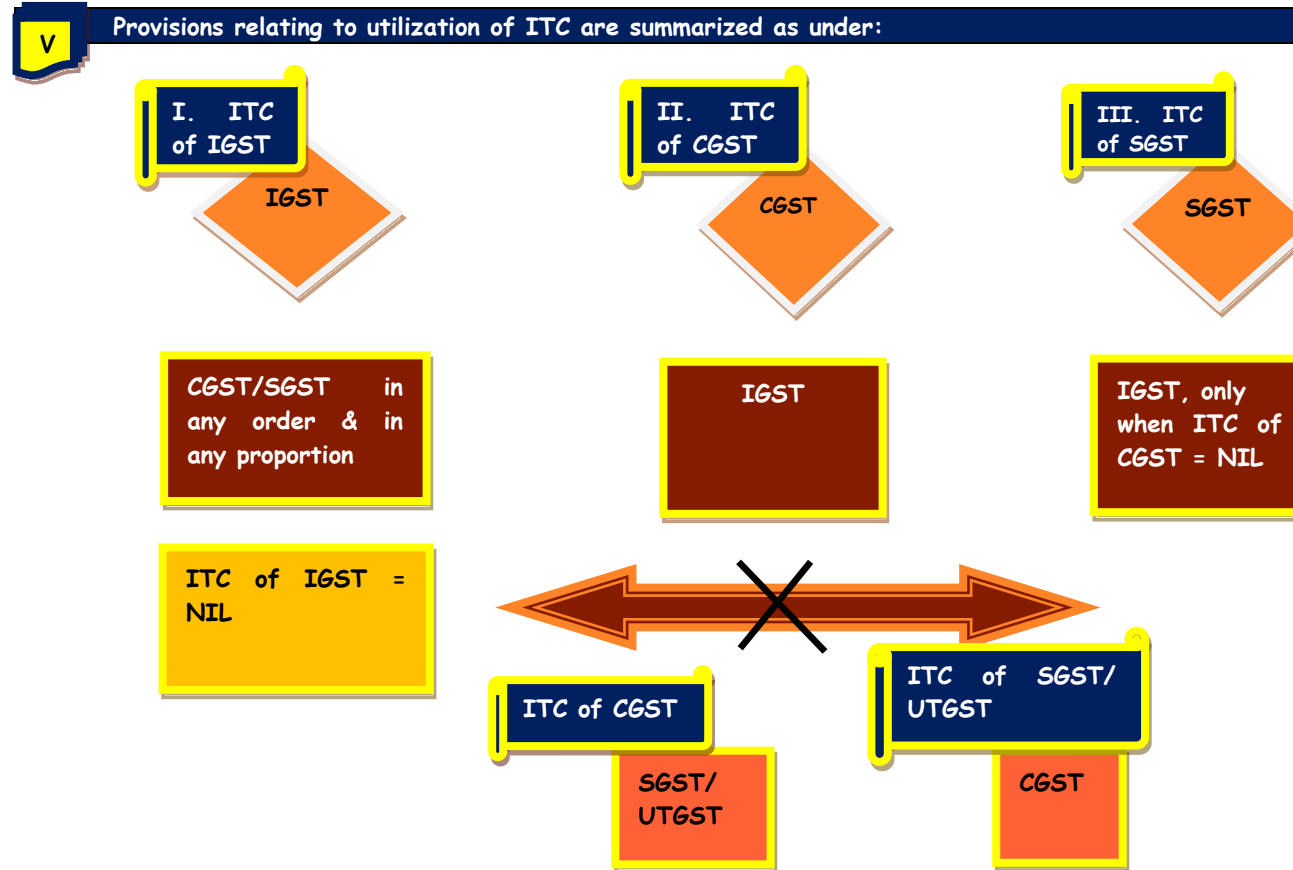 V
Provisions relating to utilization of ITC are summarized as under:
I. ITC
of IGST
IGST
II. ITC
of CGST
CGST
III. ITC
of SGST
SGST
CGST/SGST in
any order & in
any proportion
IGST
IGST, only
when ITC of
CGST = NIL
ITC of IGST =
NIL
ITC of CGST
SGST/
UTGST
ITC of SGST/
UTGST
CGST